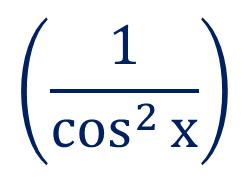 (1/cos² x)